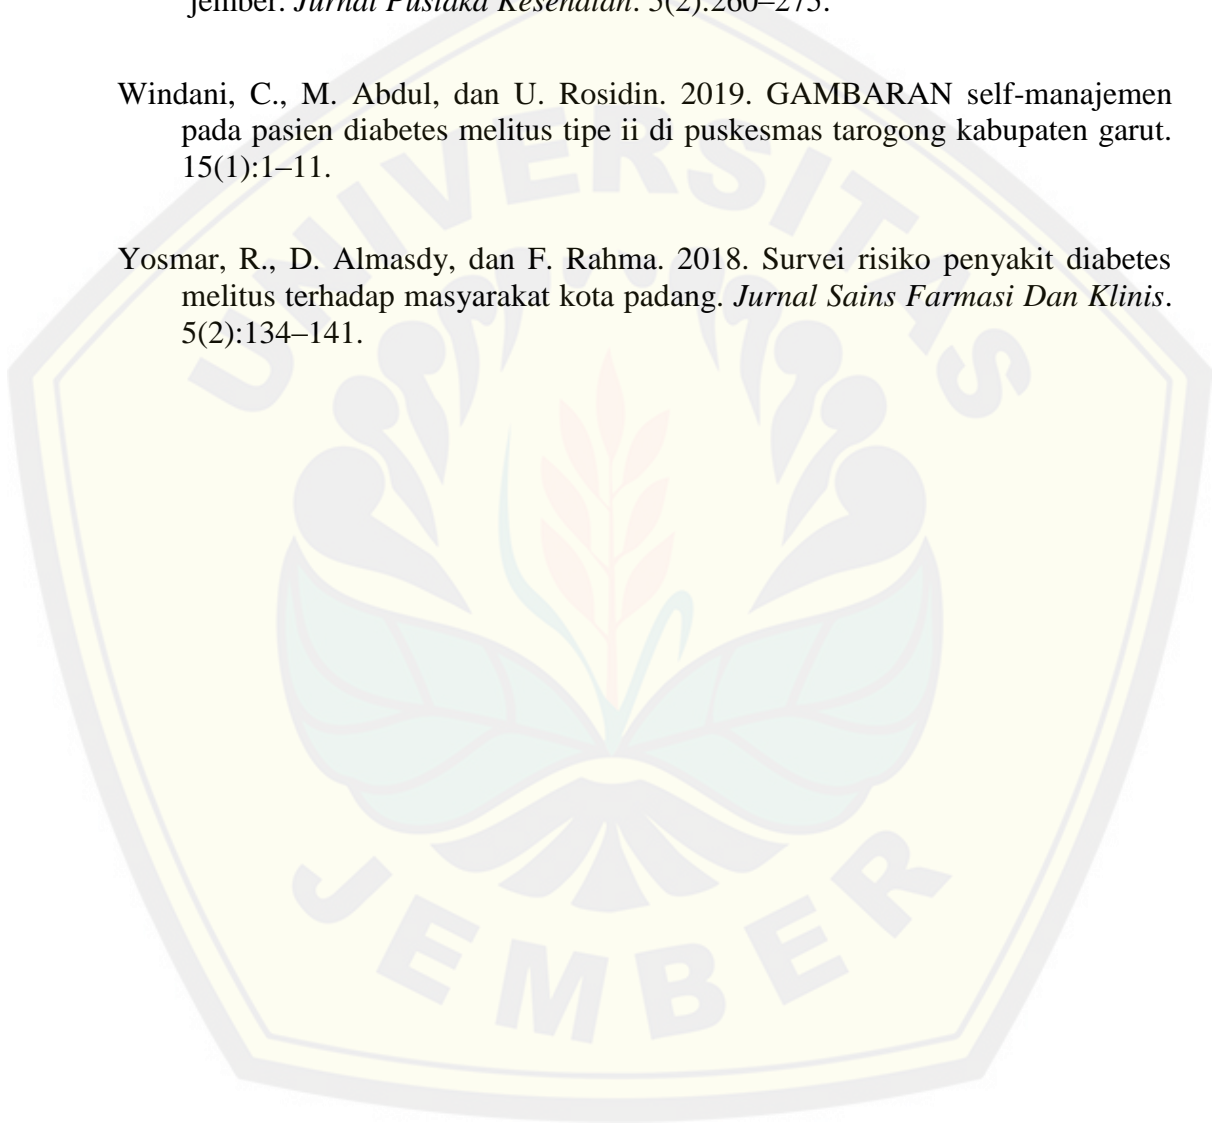 jember. Jurnal Pustaka Kesehatan. 5(2):260–275.
Windani, C., M. Abdul, dan U. Rosidin. 2019. GAMBARAN self-manajemen
pada pasien diabetes melitus tipe ii di puskesmas tarogong kabupaten garut.
15(1):1–11.
Yosmar, R., D. Almasdy, dan F. Rahma. 2018. Survei risiko penyakit diabetes
melitus terhadap masyarakat kota padang. Jurnal Sains Farmasi Dan Klinis.
5(2):134–141.
UNIVERSITAS
JEMBER